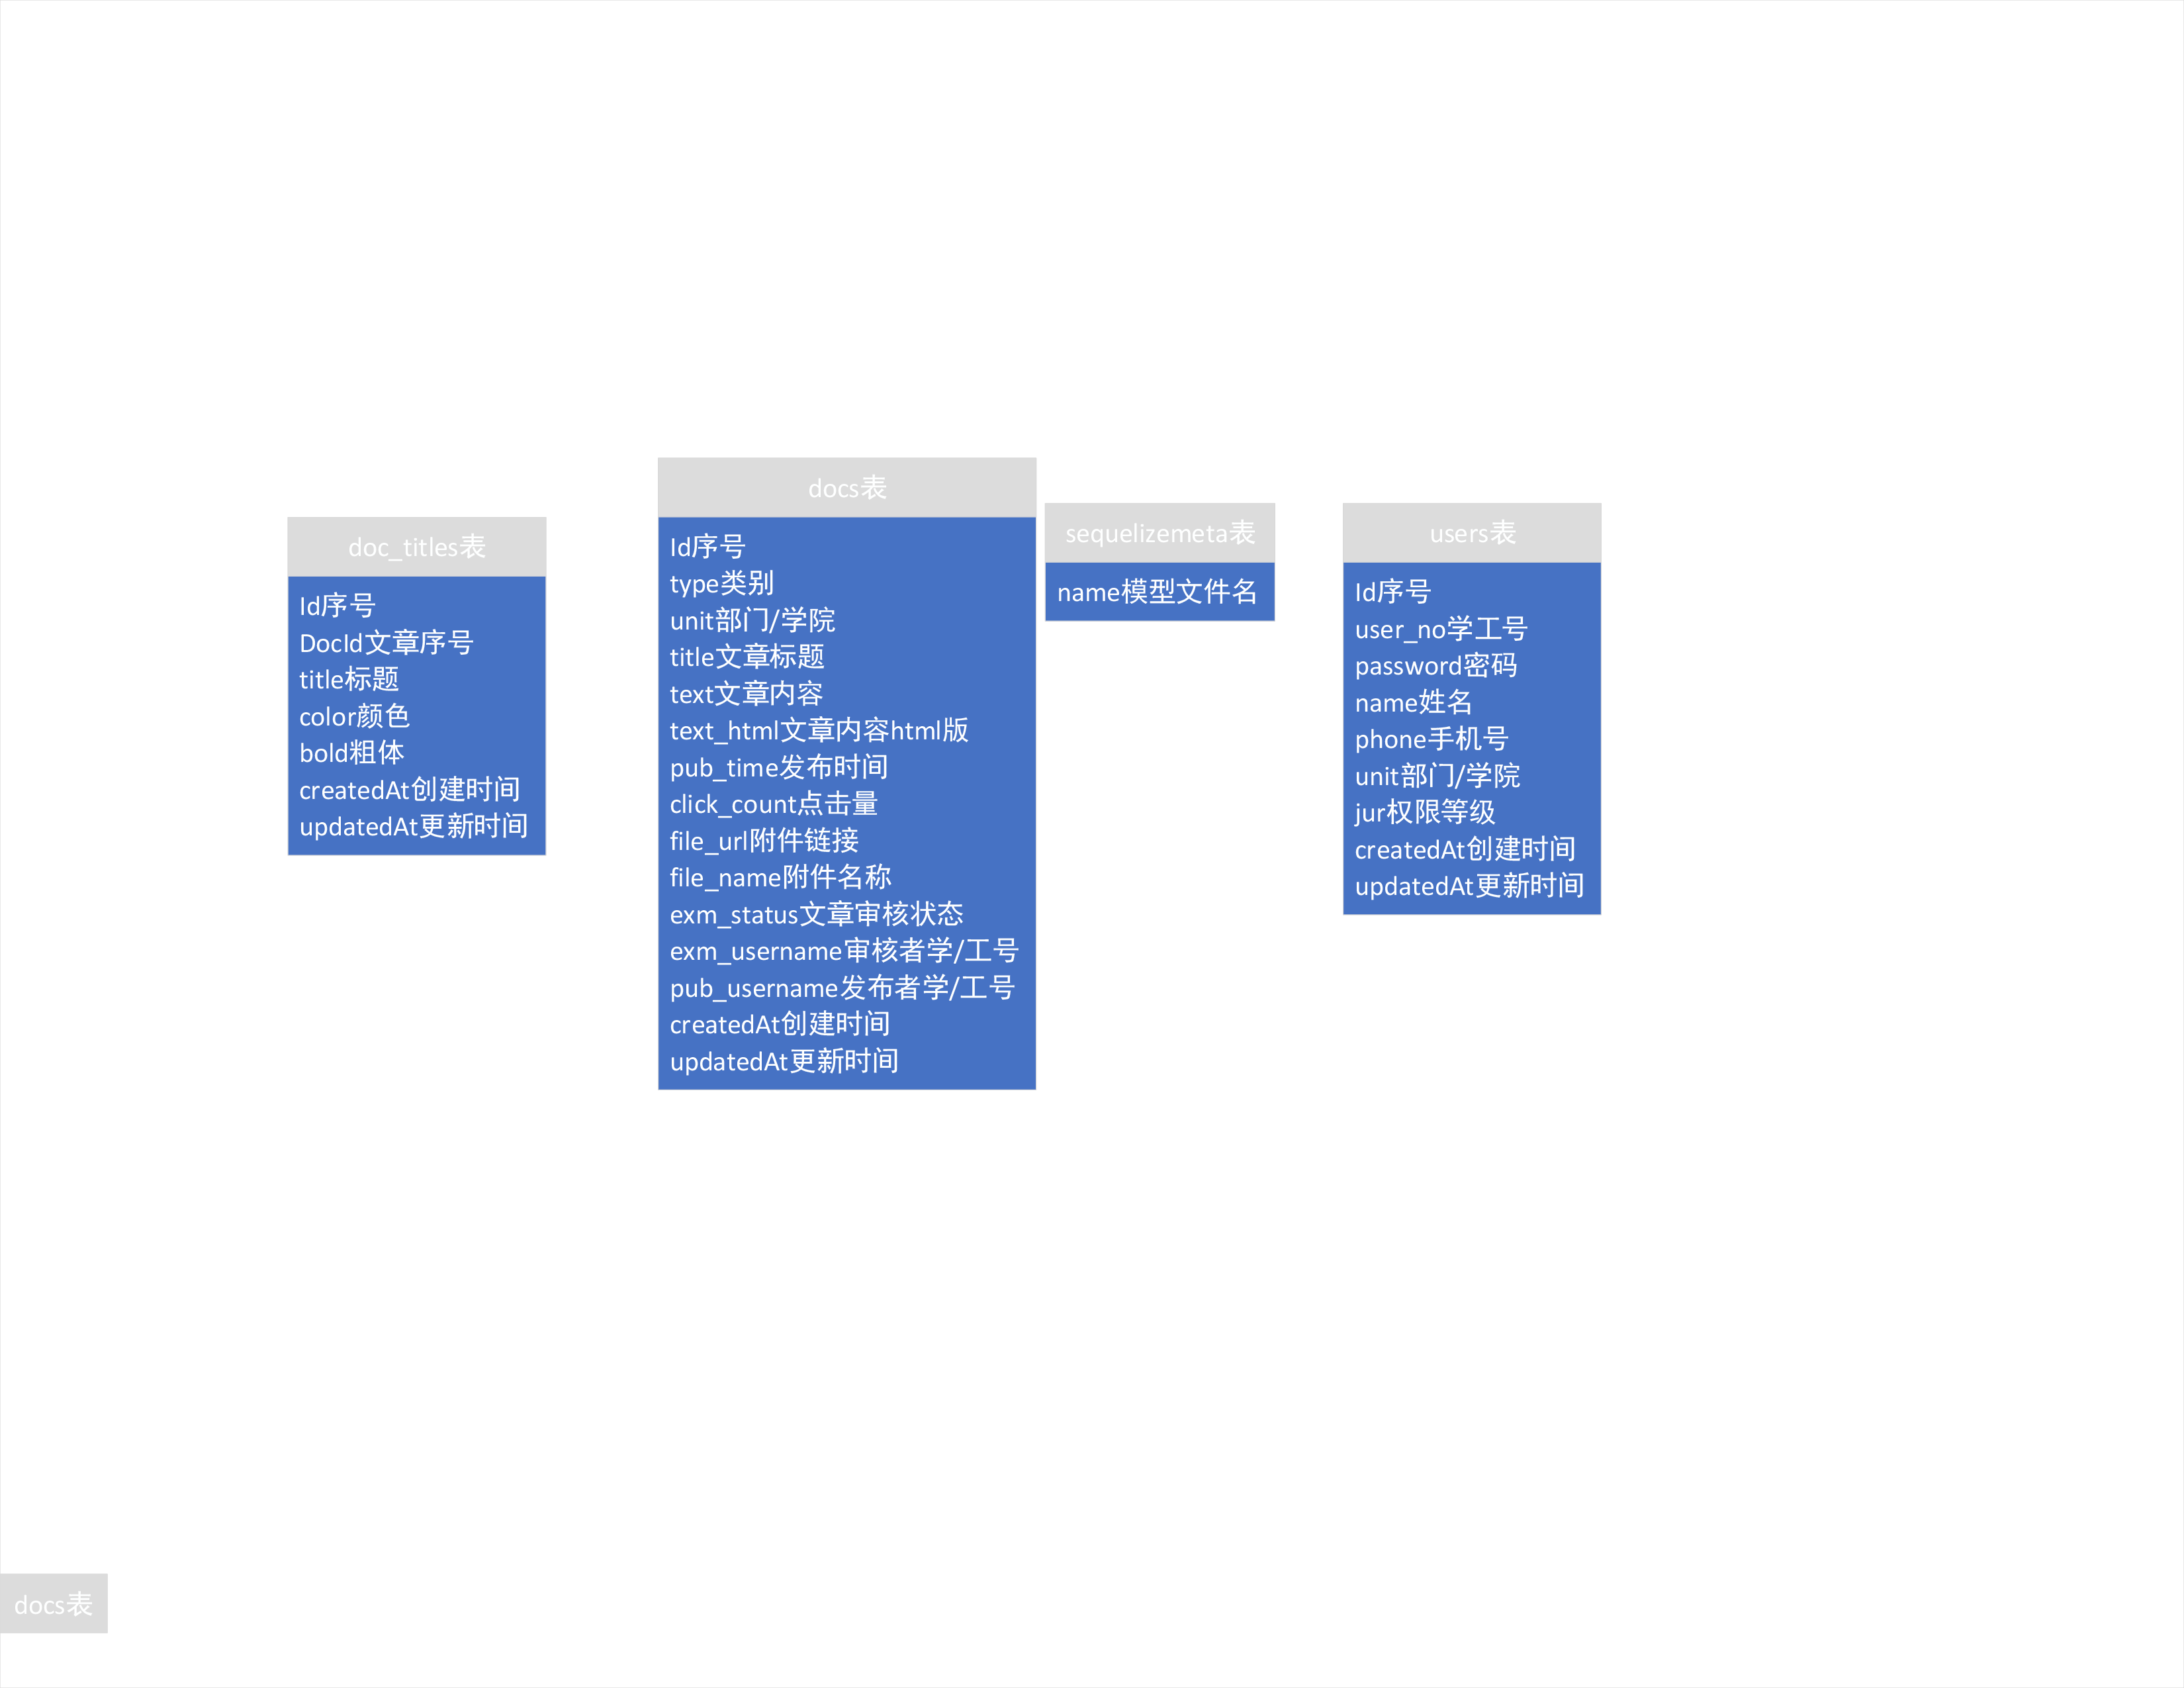 doc_titles表
Id序号
DocId文章序号
title标题
color颜色
bold粗体
createdAt创建时间
updatedAt更新时间
docs表
Id序号
type类别
unit部门/学院
title文章标题
text文章内容
text_html文章内容html版
pub_time发布时间
click_count点击量
file_url附件链接
file_name附件名称
exm_status文章审核状态
exm_username审核者学/工号
pub_username发布者学/工号
createdAt创建时间
updatedAt更新时间
sequelizemeta表
name模型文件名
users表
Id序号
user_no学工号
password密码
name姓名
phone手机号
unit部门/学院
jur权限等级
createdAt创建时间
updatedAt更新时间
docs表